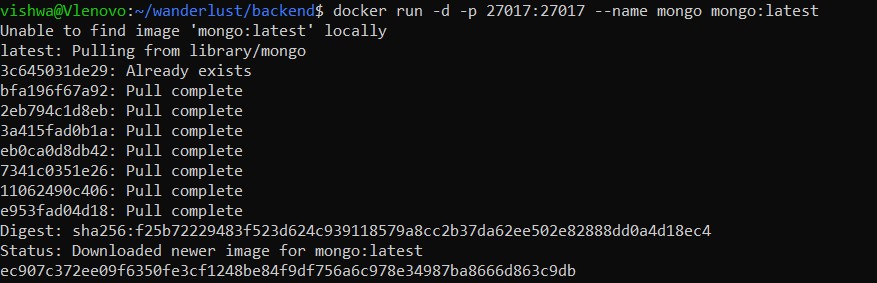 vishwa@Vlenovo:~/wanderlust/backend$ docker run -d -p 27017:27017 --name mongo mongo:latest
Unable to find image 'mongo:latest' locally
latest: Pulling from library/mongo
3c645031de29: Already exists
bfa196f67a92: Pull complete
2eb794c1d8eb: Pull complete
3a415fad0b1a: Pull complete
eb0ca0d8db42: Pull complete
7341c0351e26: Pull complete
11062490c406: Pull complete
e953fad04d18: Pull complete
Digest: sha256:f25b72229483f523d624c939118579a8cc2b37da62ee502e82888dd0a4d18ec4
Status: Downloaded newer image for mongo:latest
ec907c372ee09f6350fe3cf1248be84f9df756a6c978e34987ba8666d863c9db